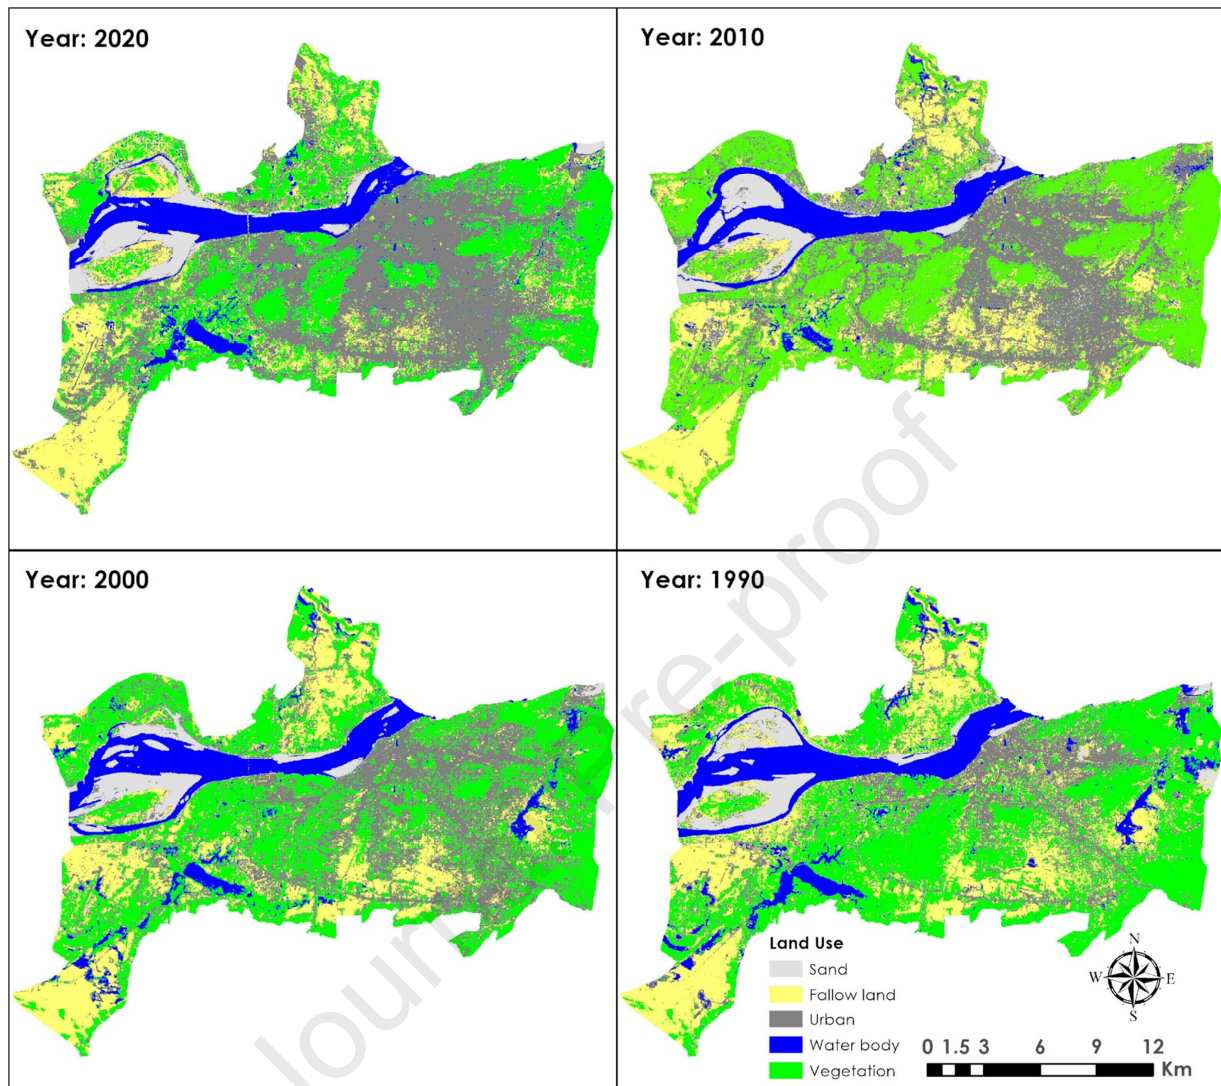 Year: 2020
Year: 2010
Year: 2000
Year: 1990
Land Use
Sand
Fallow land
Urban
Water body
Vegetation
N
W E
S
0 1.5 3 6 9 12
Km
Journal Pre-proof